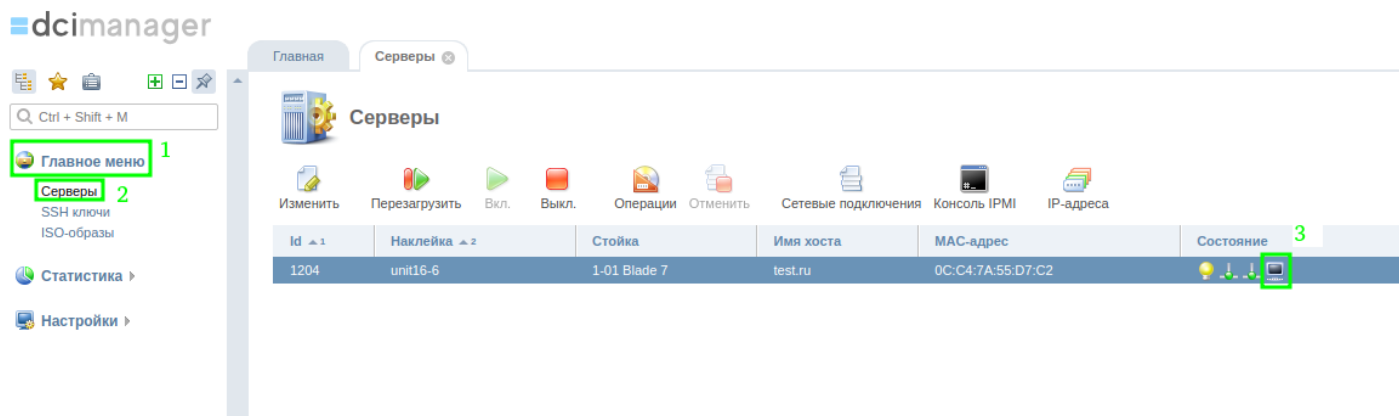 dcimanager
Главная
Серверы
Ctrl + Shift + M
Серверы
Главное меню
1
Серверы
2
SSH ключи
ISO-образы
Статистика
Настройки
Изменить Перезагрузить Вкл. Выкл. Операции Отменить Сетевые подключения Консоль IPMI IP-адреса
Id 1 Наклейка 2 Стойка Имя хоста MAC-адрес Состояние 3
1204 unit16-6 1-01 Blade 7 test.ru 0C:C4:7A:55:D7:C2